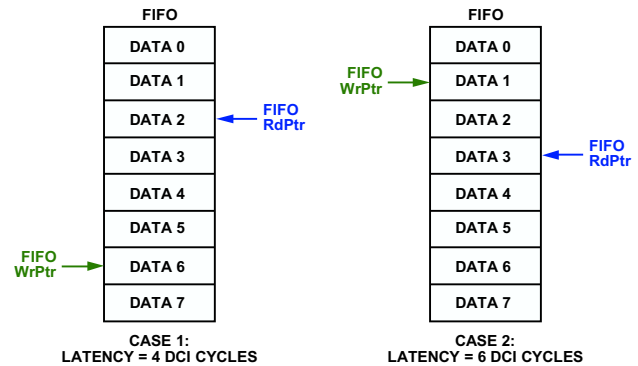 FIFO
DATA 0
DATA 1
DATA 2
DATA 3
DATA 4
DATA 5
DATA 6
DATA 7
FIFO
RdPtr
FIFO
WrPtr
CASE 1:
LATENCY = 4 DCI CYCLES
FIFO
DATA 0
DATA 1
DATA 2
DATA 3
DATA 4
DATA 5
DATA 6
DATA 7
FIFO
WrPtr
FIFO
RdPtr
CASE 2:
LATENCY = 6 DCI CYCLES